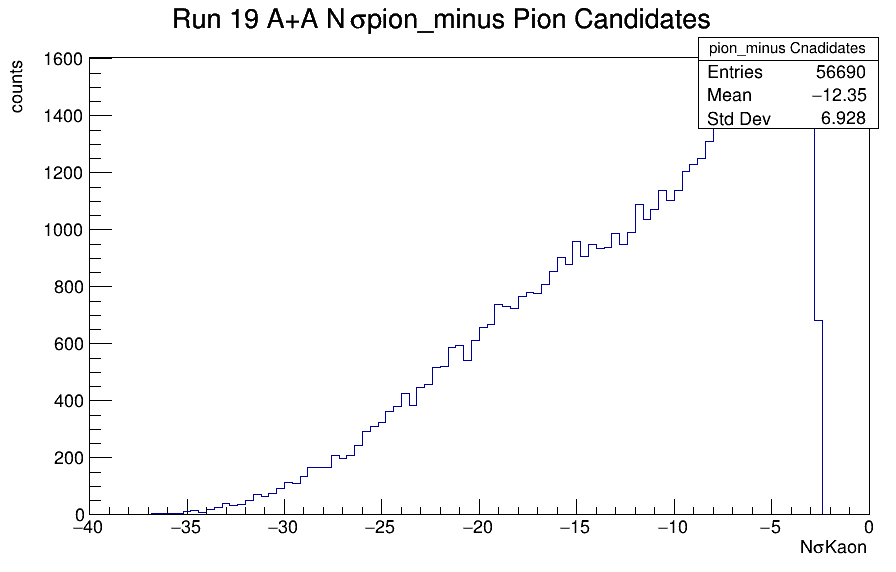 Run 19 A+A N σpion_minus Pion Candidates
counts
pion_minus Cnadidates
Entries 56690
Mean −12.35
Std Dev 6.928
1600
1400
1200
1000
800
600
400
200
0
−40 −35 −30 −25 −20 −15 −10 −5 0
NσKaon